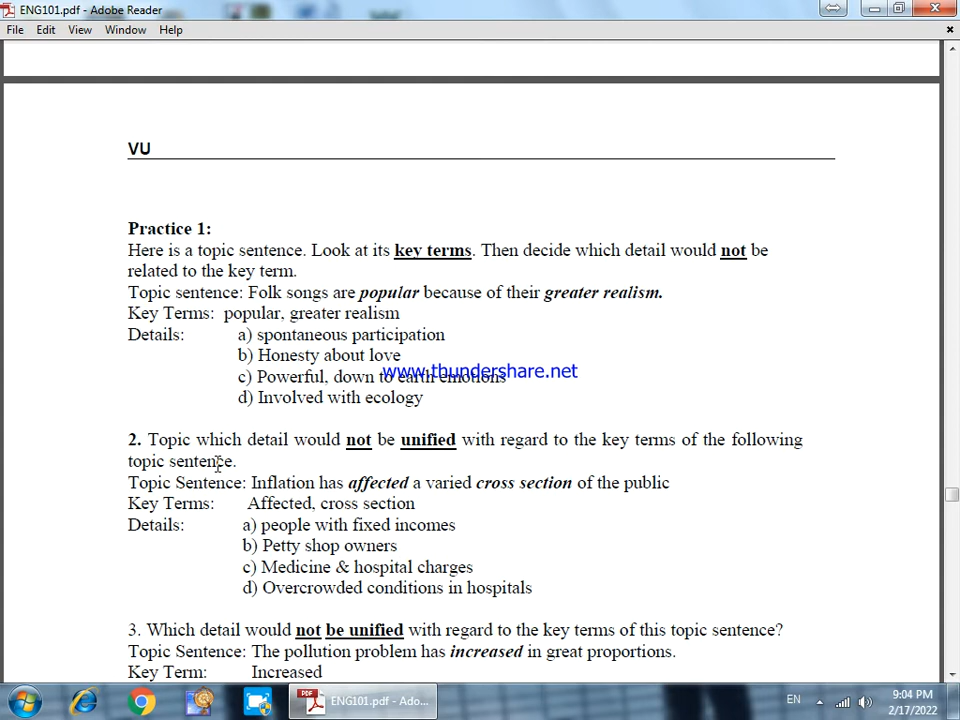 ENG101.pdf - Adobe Reader
File Edit View Window Help
VU
Practice 1:
Here is a topic sentence. Look at its key terms. Then decide which detail would not be
related to the key term.
Topic sentence: Folk songs are popular because of their greater realism.
Key Terms: popular, greater realism
Details: a) spontaneous participation
b) Honesty about love
www.thundershare.net
c) Powerful, down to earth emotions
d) Involved with ecology
2. Topic which detail would not be unified with regard to the key terms of the following
topic sentence.
Topic Sentence: Inflation has affected a varied cross section of the public
Key Terms: Affected, cross section
Details: a) people with fixed incomes
b) Petty shop owners
c) Medicine & hospital charges
d) Overcrowded conditions in hospitals
3. Which detail would not be unified with regard to the key terms of this topic sentence?
Topic Sentence: The pollution problem has increased in great proportions.
Key Term: Increased
ENG101.pdf - Ado...
EN
9:04 PM
2/17/2022